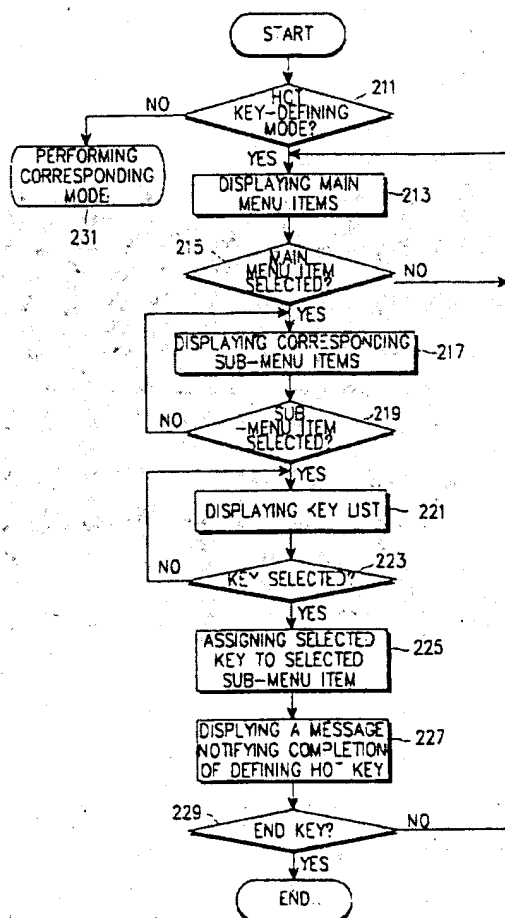 START
211
HOT
KEY-DEFINING
MODE?
NO
YES
PERFORMING
CORRESPONDING
MODE
231
DISPLAYING MAIN
MENU ITEMS
213
215
MAIN
MENU ITEM
SELECTED?
NO
YES
DISPLAYING CORRESPONDING
SUB-MENU ITEMS
217
SUB
-MENU ITEM
SELECTED?
219
NO
YES
DISPLAYING KEY LIST
221
223
KEY SELECTED?
NO
YES
ASSIGNING SELECTED
KEY TO SELECTED
SUB-MENU ITEM
225
DISPLYING A MESSAGE
NOTIFYING COMPLETION
OF DEFINING HOT KEY
227
229
END KEY?
NO
YES
END